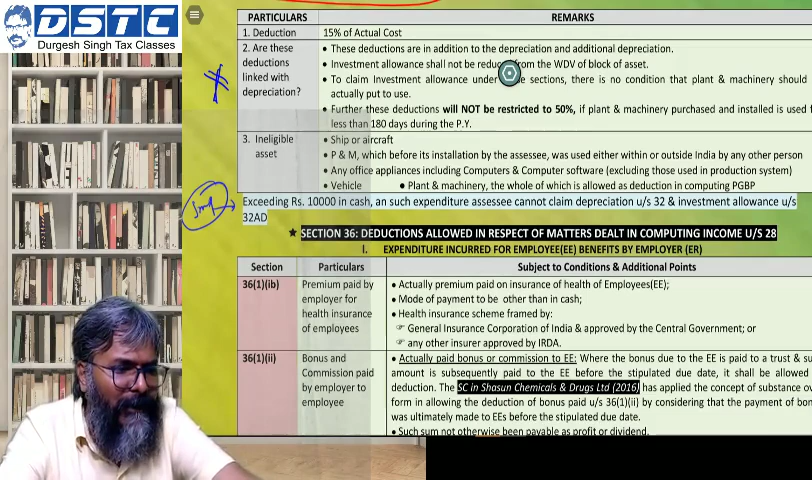 DSTC
Durgesh Singh Tax Classes
PARTICULARS REMARKS
1. Deduction 15% of Actual Cost
2. Are these deductions linked with depreciation?
• These deductions are in addition to the depreciation and additional depreciation.
• Investment allowance shall not be reduc from the WDV of block of asset.
• To claim Investment allowance under sections, there is no condition that plant & machinery should
actually put to use.
• Further these deductions will NOT be restricted to 50%, if plant & machinery purchased and installed is used f
less than 180 days during the P.Y.
3. Ineligible asset
• Ship or aircraft
• P & M, which before its installation by the assessee, was used either within or outside India by any other person
• Any office appliances including Computers & Computer software (excluding those used in production system)
• Vehicle • Plant & machinery, the whole of which is allowed as deduction in computing PGBP
Imp
Exceeding Rs. 10000 in cash, an such expenditure assessee cannot claim depreciation u/s 32 & investment allowance u/s
32AD
★ SECTION 36: DEDUCTIONS ALLOWED IN RESPECT OF MATTERS DEALT IN COMPUTING INCOME U/S 28
I. EXPENDITURE INCURRED FOR EMPLOYEE(EE) BENEFITS BY EMPLOYER (ER)
Section Particulars Subject to Conditions & Additional Points
36(1)(ib) Premium paid by employer for health insurance of employees
• Actually premium paid on insurance of health of Employees(EE);
• Mode of payment to be other than in cash;
• Health insurance scheme framed by:
☞ General Insurance Corporation of India & approved by the Central Government; or
☞ any other insurer approved by IRDA.
36(1)(ii) Bonus and Commission paid by employer to employee
• Actually paid bonus or commission to EE: Where the bonus due to the EE is paid to a trust & su
amount is subsequently paid to the EE before the stipulated due date, it shall be allowed
deduction. The SC in Shasun Chemicals & Drugs Ltd (2016) has applied the concept of substance ov
form in allowing the deduction of bonus paid u/s 36(1)(ii) by considering that the payment of bon
was ultimately made to EEs before the stipulated due date.
• Such sum not otherwise been payable as profit or dividend.